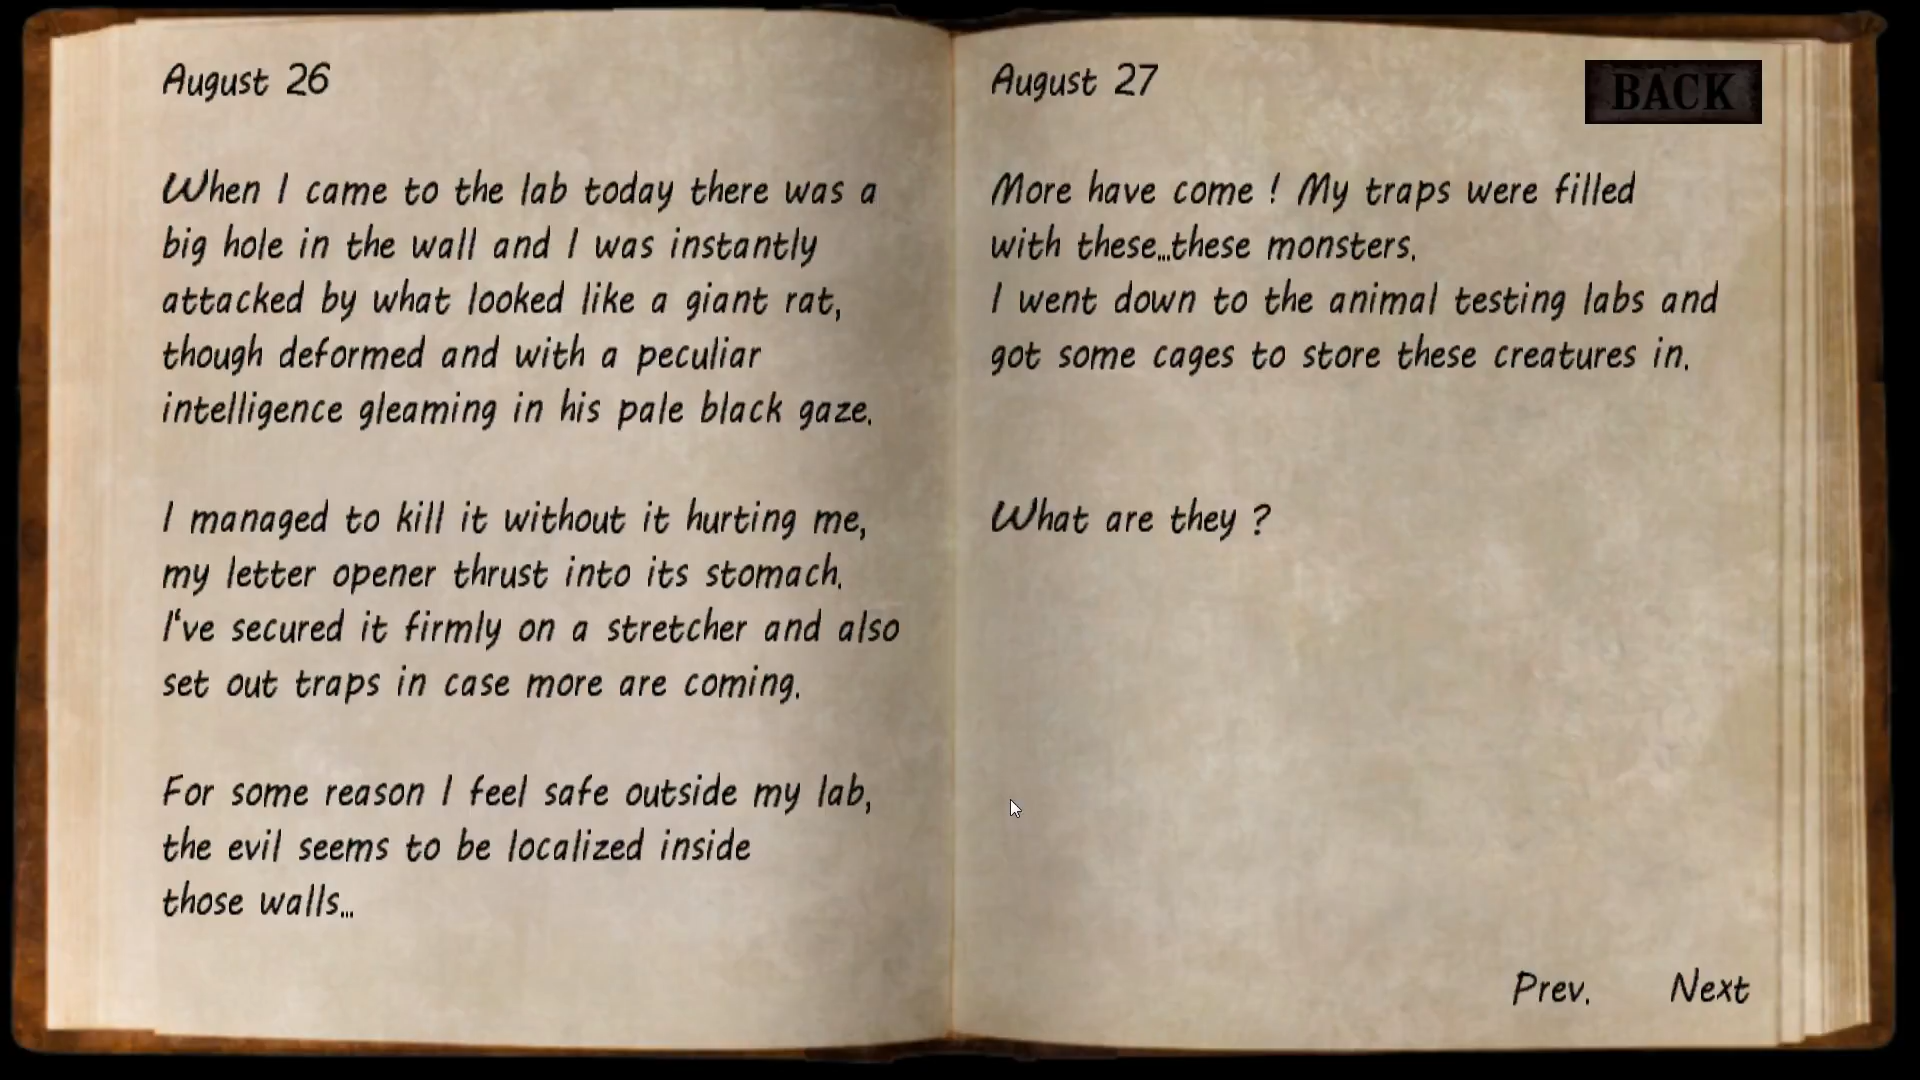 August 26
When I came to the lab today there was a
big hole in the wall and I was instantly
attacked by what looked like a giant rat,
though deformed and with a peculiar
intelligence gleaming in his pale black gaze.
I managed to kill it without it hurting me,
my letter opener thrust into its stomach.
I've secured it firmly on a stretcher and also
set out traps in case more are coming.
For some reason I feel safe outside my lab,
the evil seems to be localized inside
those walls...
August 27
BACK
More have come ! My traps were filled
with these...these monsters.
I went down to the animal testing labs and
got some cages to store these creatures in.
What are they ?
Prev. Next